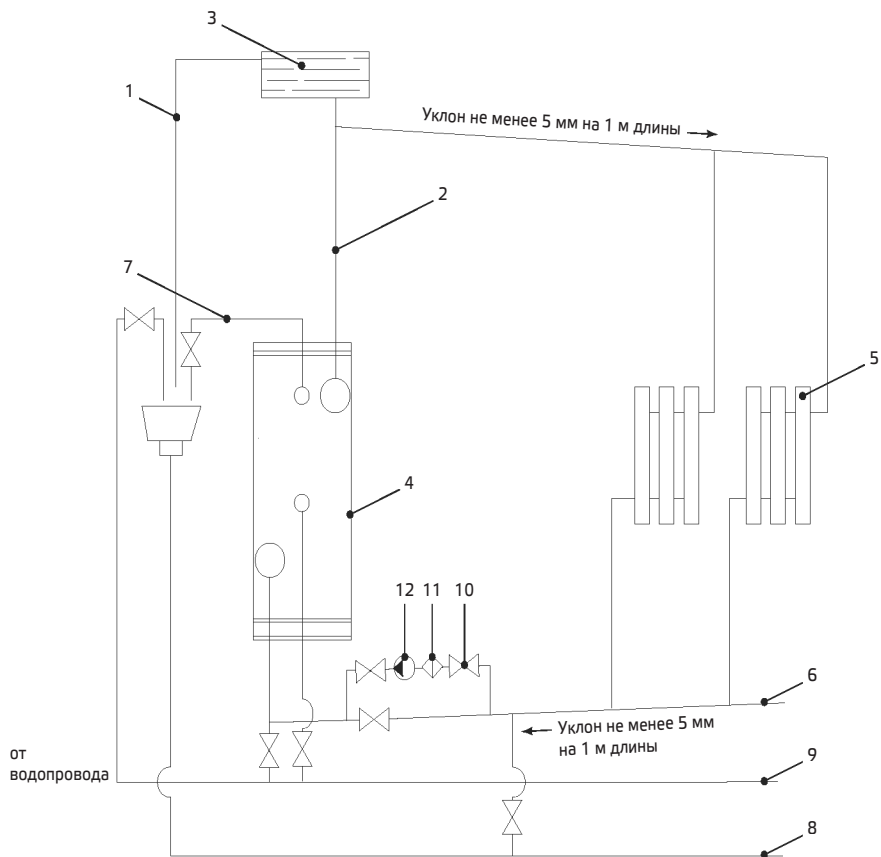 3
1
Уклон не менее 5 мм на 1 м длины
2
7
5
4
12 11 10
6
Уклон не менее 5 мм
на 1 м длины
от
водопровода
9
8